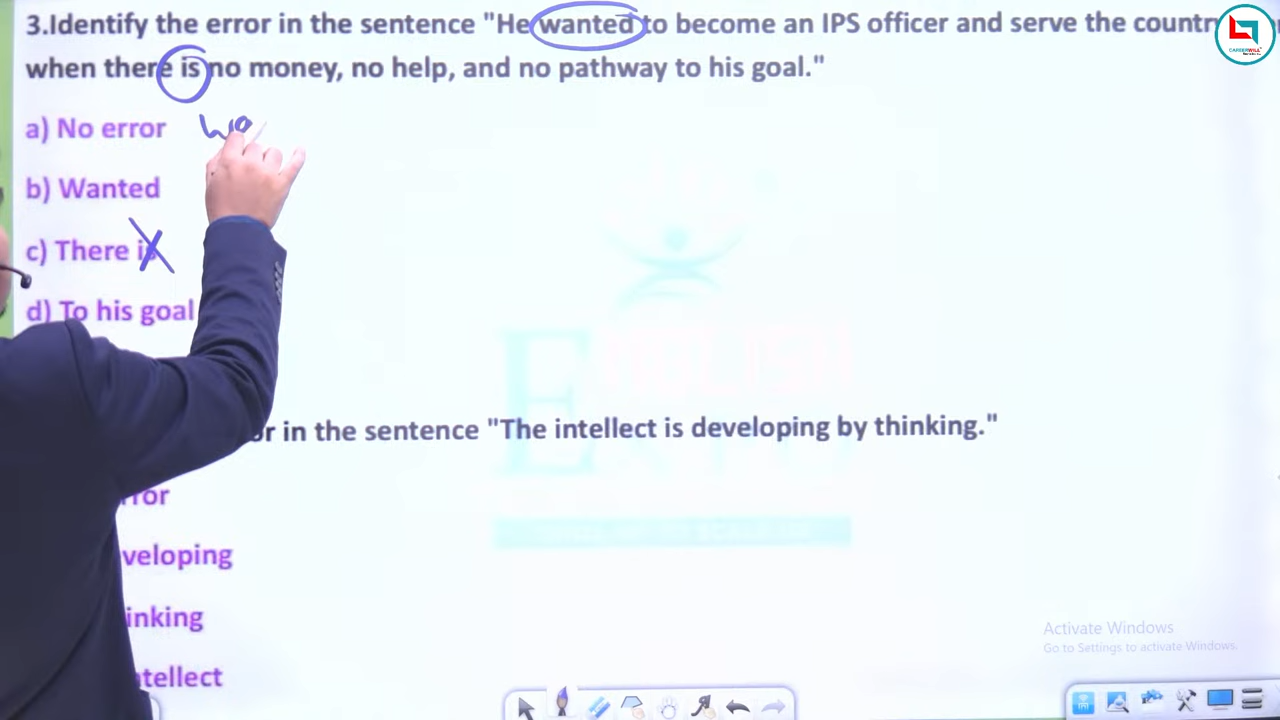 3.Identify the error in the sentence "He wanted to become an IPS officer and serve the countr
CAREERWILL
when there is no money, no help, and no pathway to his goal."
a) No error wa
b) Wanted
c) There is
d) To his goal
or in the sentence "The intellect is developing by thinking."
ror
veloping
inking
tellect
Activate Windows
Go to Settings to activate Windows.